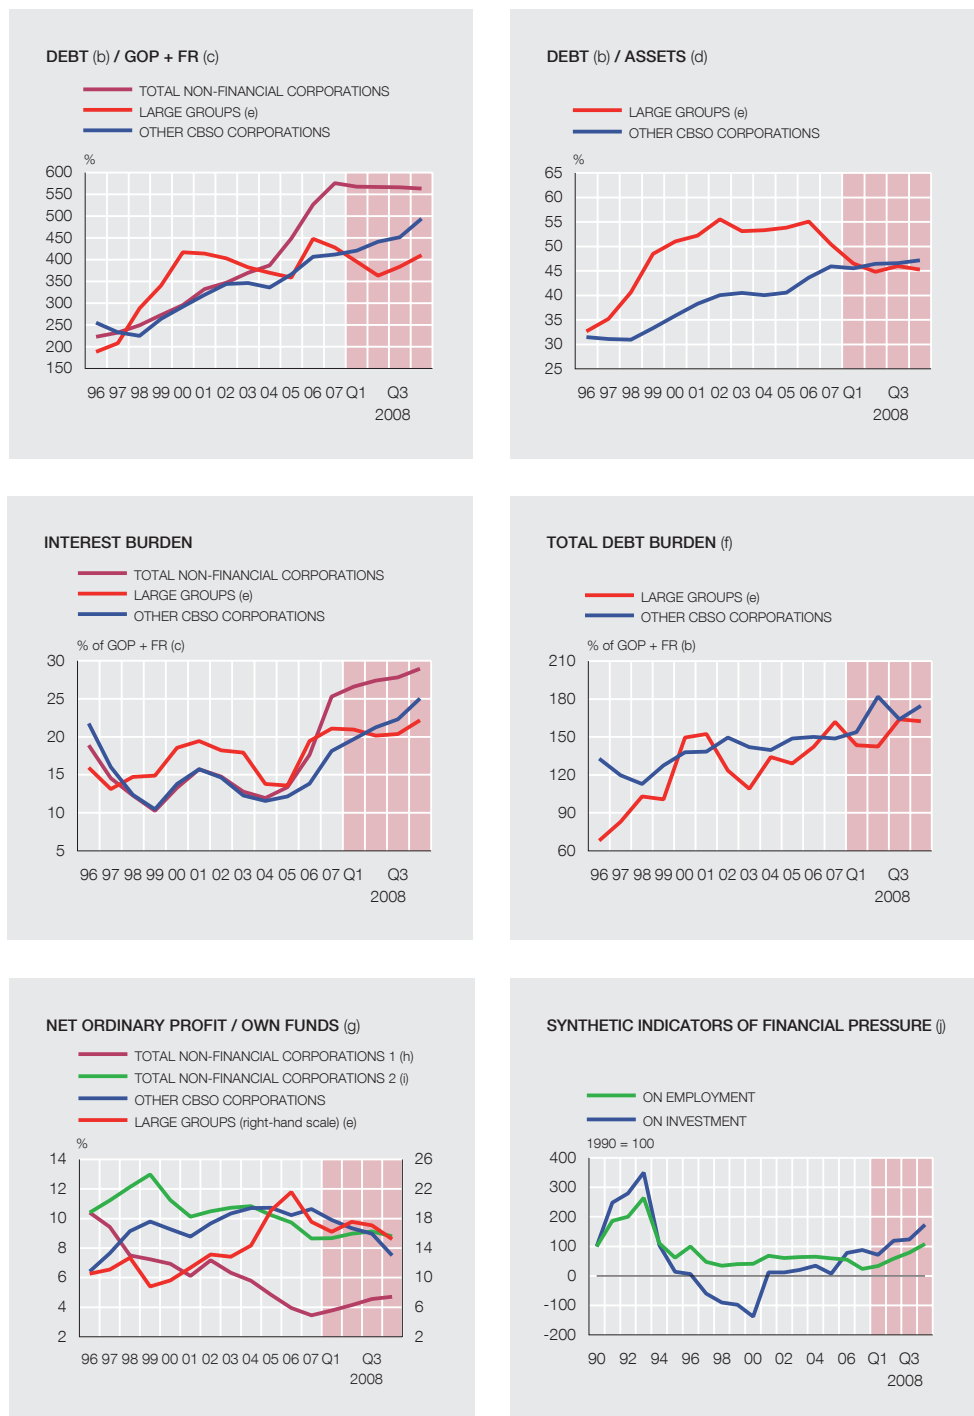 DEBT (b) / GOP + FR (c)
TOTAL NON-FINANCIAL CORPORATIONS
LARGE GROUPS (e)
OTHER CBSO CORPORATIONS
%
600
550
500
450
400
350
300
250
200
150
96 97 98 99 00 01 02 03 04 05 06 07 Q1 Q3
2008
DEBT (b) / ASSETS (d)
LARGE GROUPS (e)
OTHER CBSO CORPORATIONS
%
65
60
55
50
45
40
35
30
25
96 97 98 99 00 01 02 03 04 05 06 07 Q1 Q3
2008
INTEREST BURDEN
TOTAL NON-FINANCIAL CORPORATIONS
LARGE GROUPS (e)
OTHER CBSO CORPORATIONS
% of GOP + FR (c)
30
25
20
15
10
5
96 97 98 99 00 01 02 03 04 05 06 07 Q1 Q3
2008
TOTAL DEBT BURDEN (f)
LARGE GROUPS (e)
OTHER CBSO CORPORATIONS
% of GOP + FR (b)
210
180
150
120
90
60
96 97 98 99 00 01 02 03 04 05 06 07 Q1 Q3
2008
NET ORDINARY PROFIT / OWN FUNDS (g)
TOTAL NON-FINANCIAL CORPORATIONS 1 (h)
TOTAL NON-FINANCIAL CORPORATIONS 2 (i)
OTHER CBSO CORPORATIONS
LARGE GROUPS (right-hand scale) (e)
%
14 26
12 22
10 18
8 14
6 10
4 6
2 2
96 97 98 99 00 01 02 03 04 05 06 07 Q1 Q3
2008
SYNTHETIC INDICATORS OF FINANCIAL PRESSURE (j)
ON EMPLOYMENT
ON INVESTMENT
1990 = 100
400
300
200
100
0
-100
-200
90 92 94 96 98 00 02 04 06 Q1 Q3
2008